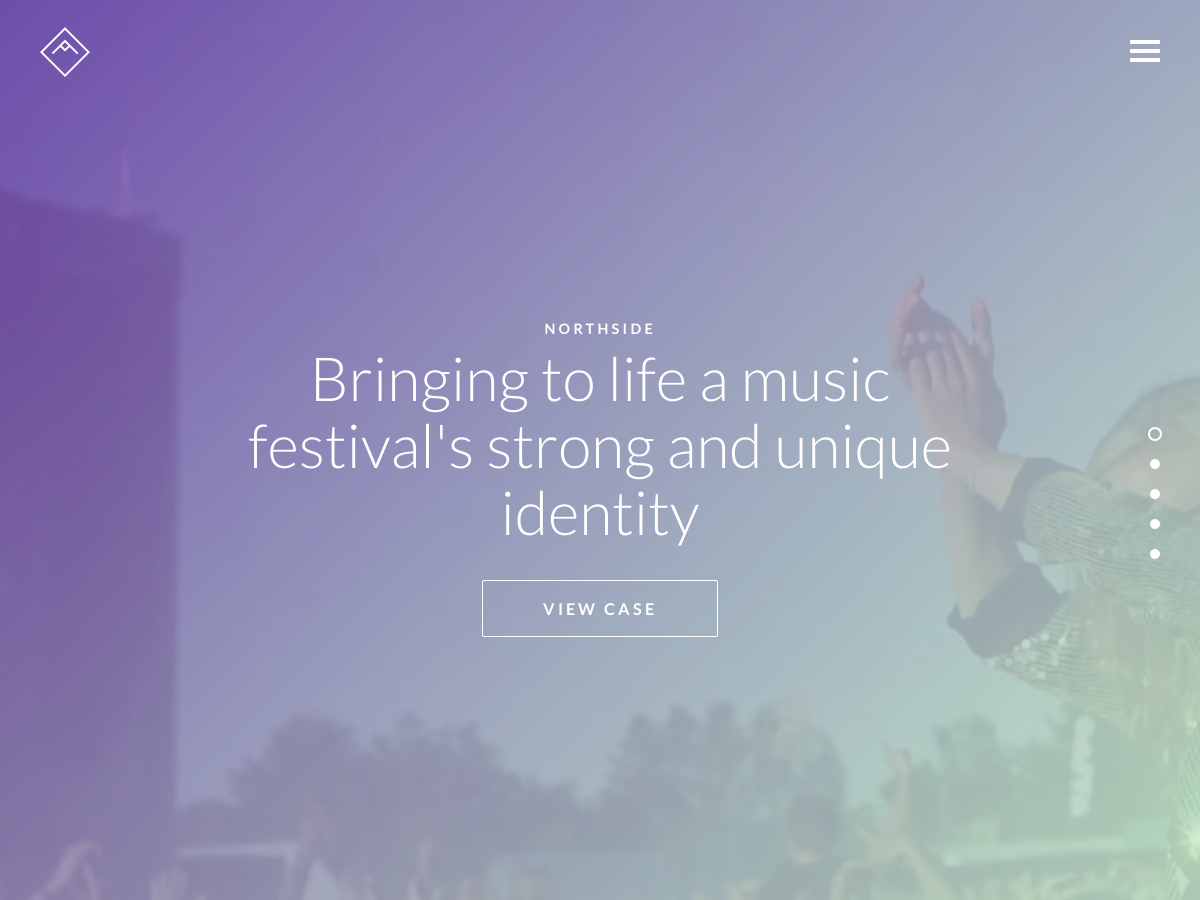 NORTHSIDE
Bringing to life a music
festival's strong and unique
identity
VIEW CASE